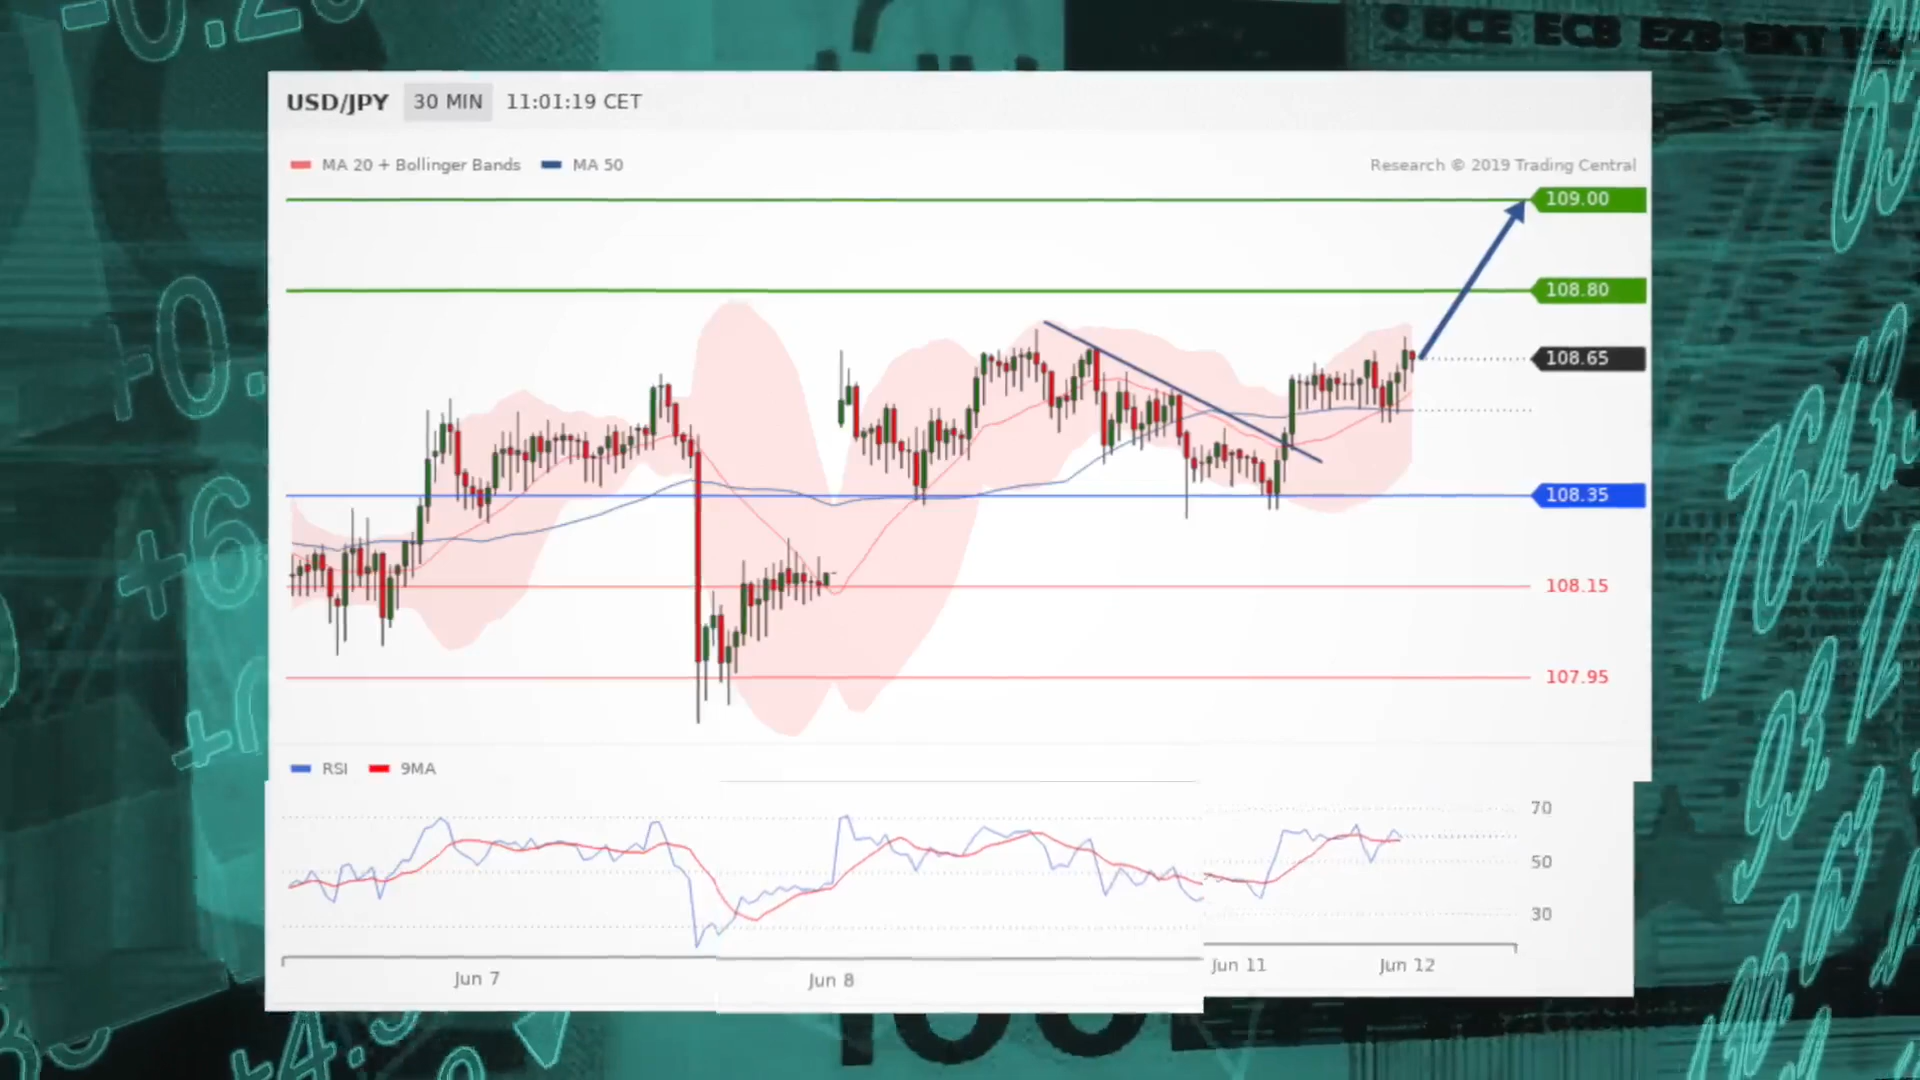 BCE ECB EZB EKT
USD/JPY 30 MIN 11:01:19 CET
MA 20 + Bollinger Bands MA 50 Research © 2019 Trading Central
109.00
108.80
108.65
108.35
108.15
107.95
RSI 9MA
70
50
30
Jun 7 Jun 8 Jun 11 Jun 12